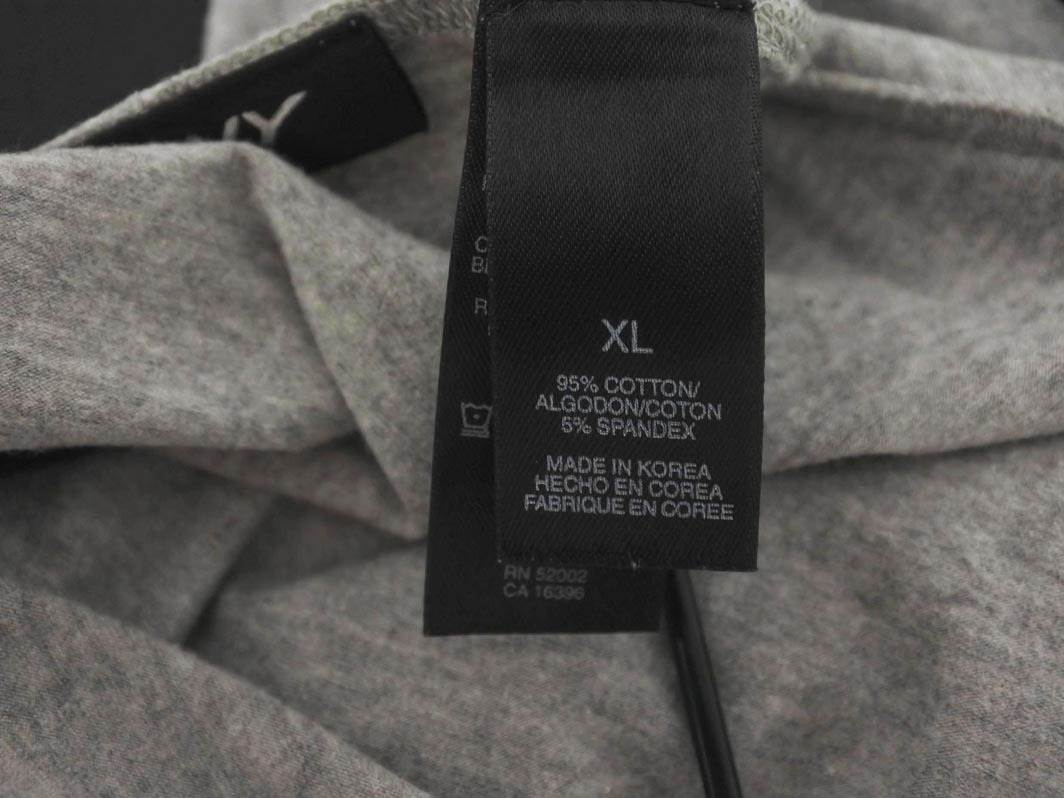 XL
95% COTTON/
ALGODON/COTON
5% SPANDEX
MADE IN KOREA
HECHO EN COREA
FABRIQUE EN COREE
RN 52002
CA 16396